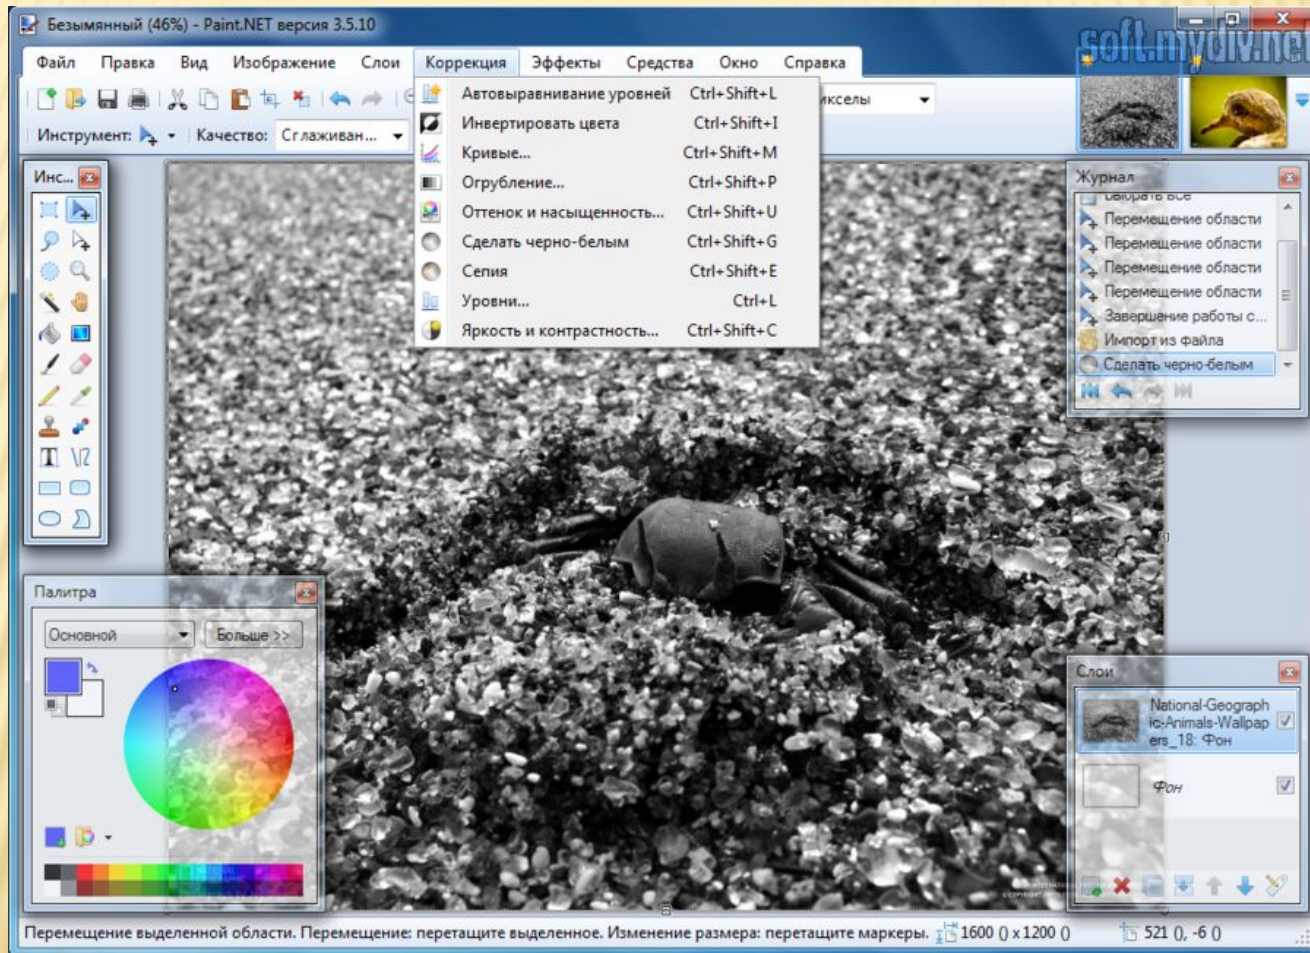 Безымянный (46%) - Paint.NET версия 3.5.10
soft.mydiv.net
Файл Правка Вид Изображение Слои Коррекция Эффекты Средства Окно Справка
Инструмент: Качество: Сглаживан...
Автовыравнивание уровней Ctrl+Shift+L
Инвертировать цвета Ctrl+Shift+I
Кривые... Ctrl+Shift+M
Огрубление... Ctrl+Shift+P
Оттенок и насыщенность... Ctrl+Shift+U
Сделать черно-белым Ctrl+Shift+G
Сепия Ctrl+Shift+E
Уровни... Ctrl+L
Яркость и контрастность... Ctrl+Shift+C
Инс...
Журнал
Перемещение области
Перемещение области
Перемещение области
Перемещение области
Завершение работы с...
Импорт из файла
Сделать черно-белым
Палитра
Основной Больше >>
Слои
National-Geograph
ic-Animals-Wallpap
ers_18: Фон
Фон
Перемещение выделенной области. Перемещение: перетащите выделенное. Изменение размера: перетащите маркеры. 1600 () x 1200 () 521 (), -6 ()